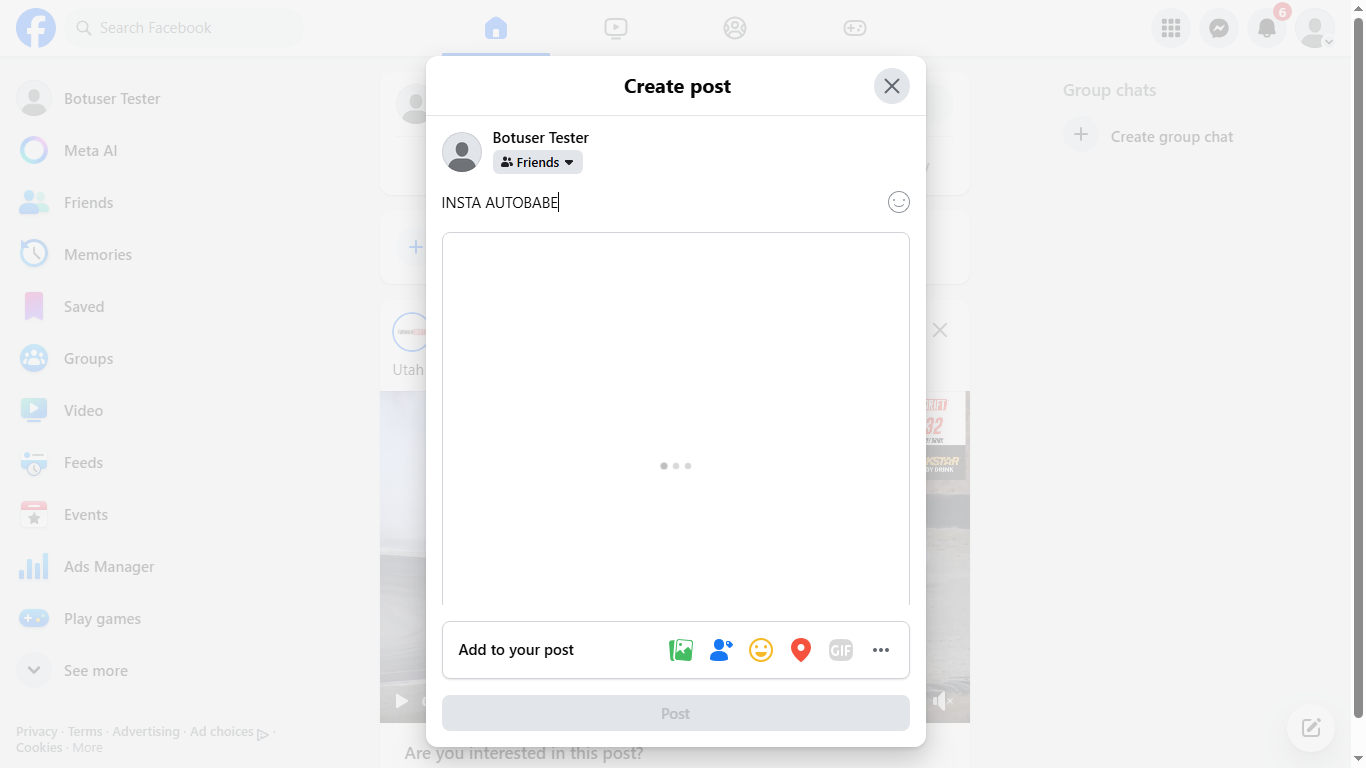 Search Facebook
6
Botuser Tester
Meta AI
Friends
Memories
Saved
Groups
Video
Feeds
Events
Ads Manager
Play games
See more
Privacy · Terms · Advertising · Ad choices ·
Cookies · More
Create post
Botuser Tester
Friends
INSTA AUTOBABE
Add to your post
GIF
Post
Utah
32
Are you interested in this post?
Group chats
Create group chat